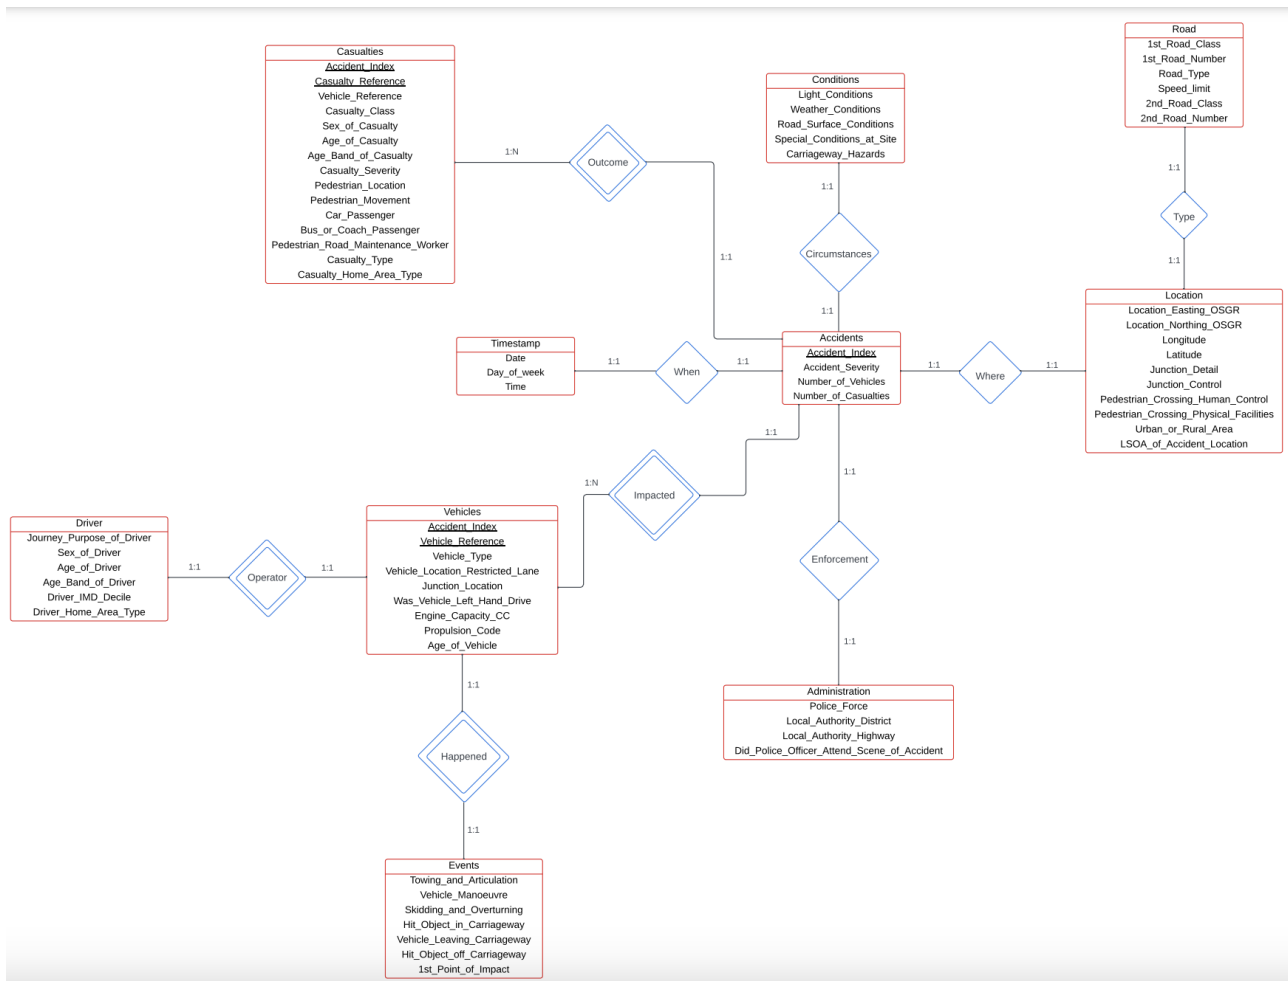 Casualties
Accident_Index
Casualty_Reference
Vehicle_Reference
Casualty_Class
Sex_of_Casualty
Age_of_Casualty
Age_Band_of_Casualty
Casualty_Severity
Pedestrian_Location
Pedestrian_Movement
Car_Passenger
Bus_or_Coach_Passenger
Pedestrian_Road_Maintenance_Worker
Casualty_Type
Casualty_Home_Area_Type
1:N
Outcome
1:1
Conditions
Light_Conditions
Weather_Conditions
Road_Surface_Conditions
Special_Conditions_at_Site
Carriageway_Hazards
1:1
Circumstances
1:1
Road
1st_Road_Class
1st_Road_Number
Road_Type
Speed_limit
2nd_Road_Class
2nd_Road_Number
1:1
Type
1:1
Location
Location_Easting_OSGR
Location_Northing_OSGR
Longitude
Latitude
Junction_Detail
Junction_Control
Pedestrian_Crossing_Human_Control
Pedestrian_Crossing_Physical_Facilities
Urban_or_Rural_Area
LSOA_of_Accident_Location
Timestamp
Date
Day_of_week
Time
1:1
When
1:1
Accidents
Accident_Index
Accident_Severity
Number_of_Vehicles
Number_of_Casualties
1:1
Where
1:1
1:1
Impacted
1:N
1:1
Enforcement
1:1
Driver
Journey_Purpose_of_Driver
Sex_of_Driver
Age_of_Driver
Age_Band_of_Driver
Driver_IMD_Decile
Driver_Home_Area_Type
1:1
Operator
1:1
Vehicles
Accident_Index
Vehicle_Reference
Vehicle_Type
Vehicle_Location_Restricted_Lane
Junction_Location
Was_Vehicle_Left_Hand_Drive
Engine_Capacity_CC
Propulsion_Code
Age_of_Vehicle
1:1
Happened
1:1
Administration
Police_Force
Local_Authority_District
Local_Authority_Highway
Did_Police_Officer_Attend_Scene_of_Accident
Events
Towing_and_Articulation
Vehicle_Manoeuvre
Skidding_and_Overturning
Hit_Object_in_Carriageway
Vehicle_Leaving_Carriageway
Hit_Object_off_Carriageway
1st_Point_of_Impact